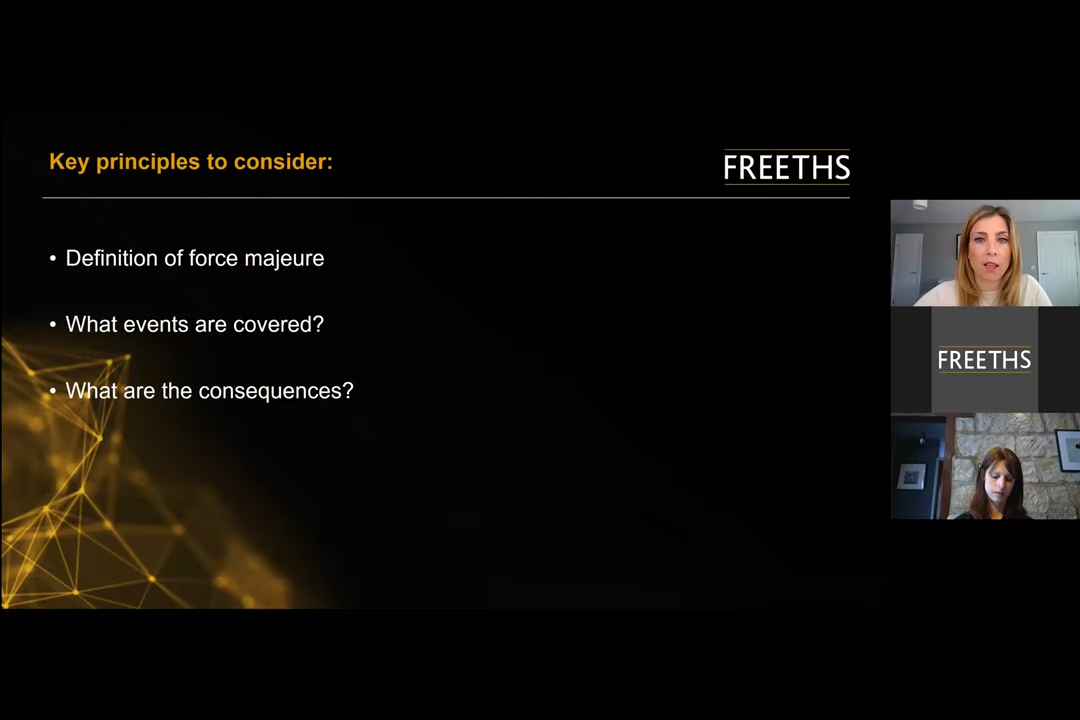 Key principles to consider:
FREETHS
• Definition of force majeure
• What events are covered?
• What are the consequences?
FREETHS